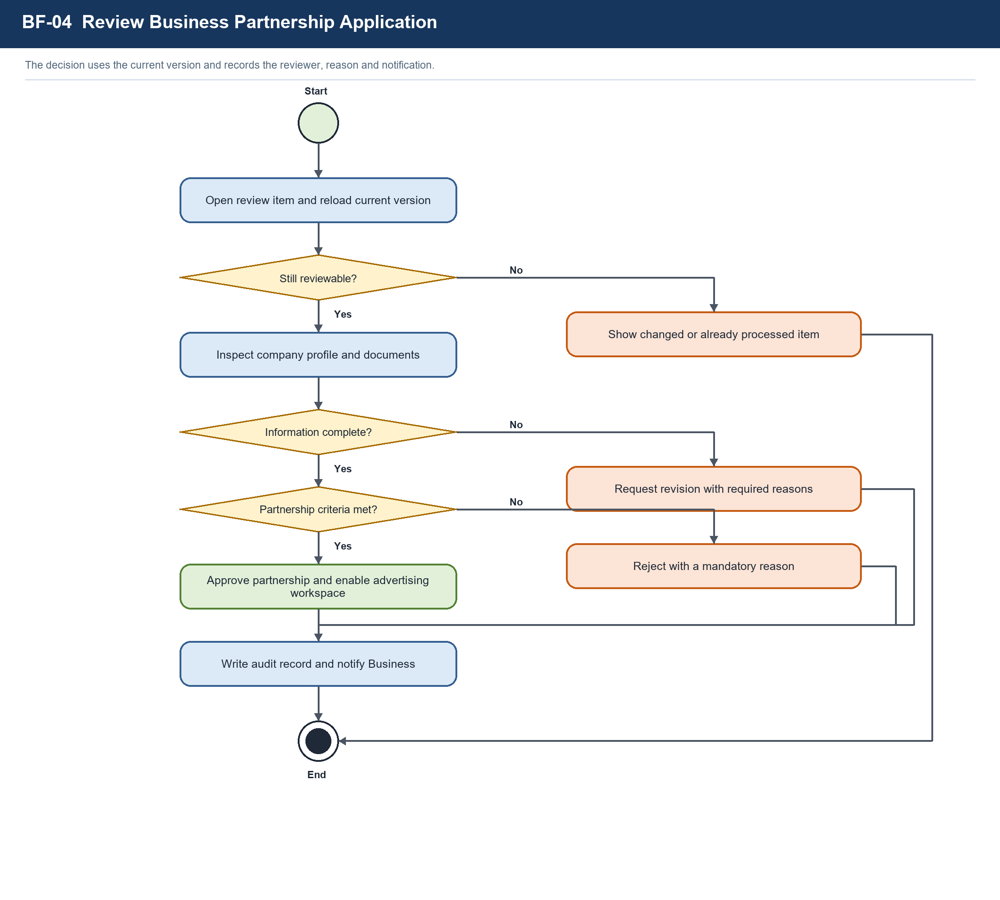 BF-04  Review Business Partnership Application
The decision uses the current version and records the reviewer, reason and notification.
Start
Open review item and reload current version
Still reviewable?
No
Yes
Show changed or already processed item
Inspect company profile and documents
Information complete?
No
Yes
Request revision with required reasons
Partnership criteria met?
No
Yes
Reject with a mandatory reason
Approve partnership and enable advertising
workspace
Write audit record and notify Business
End